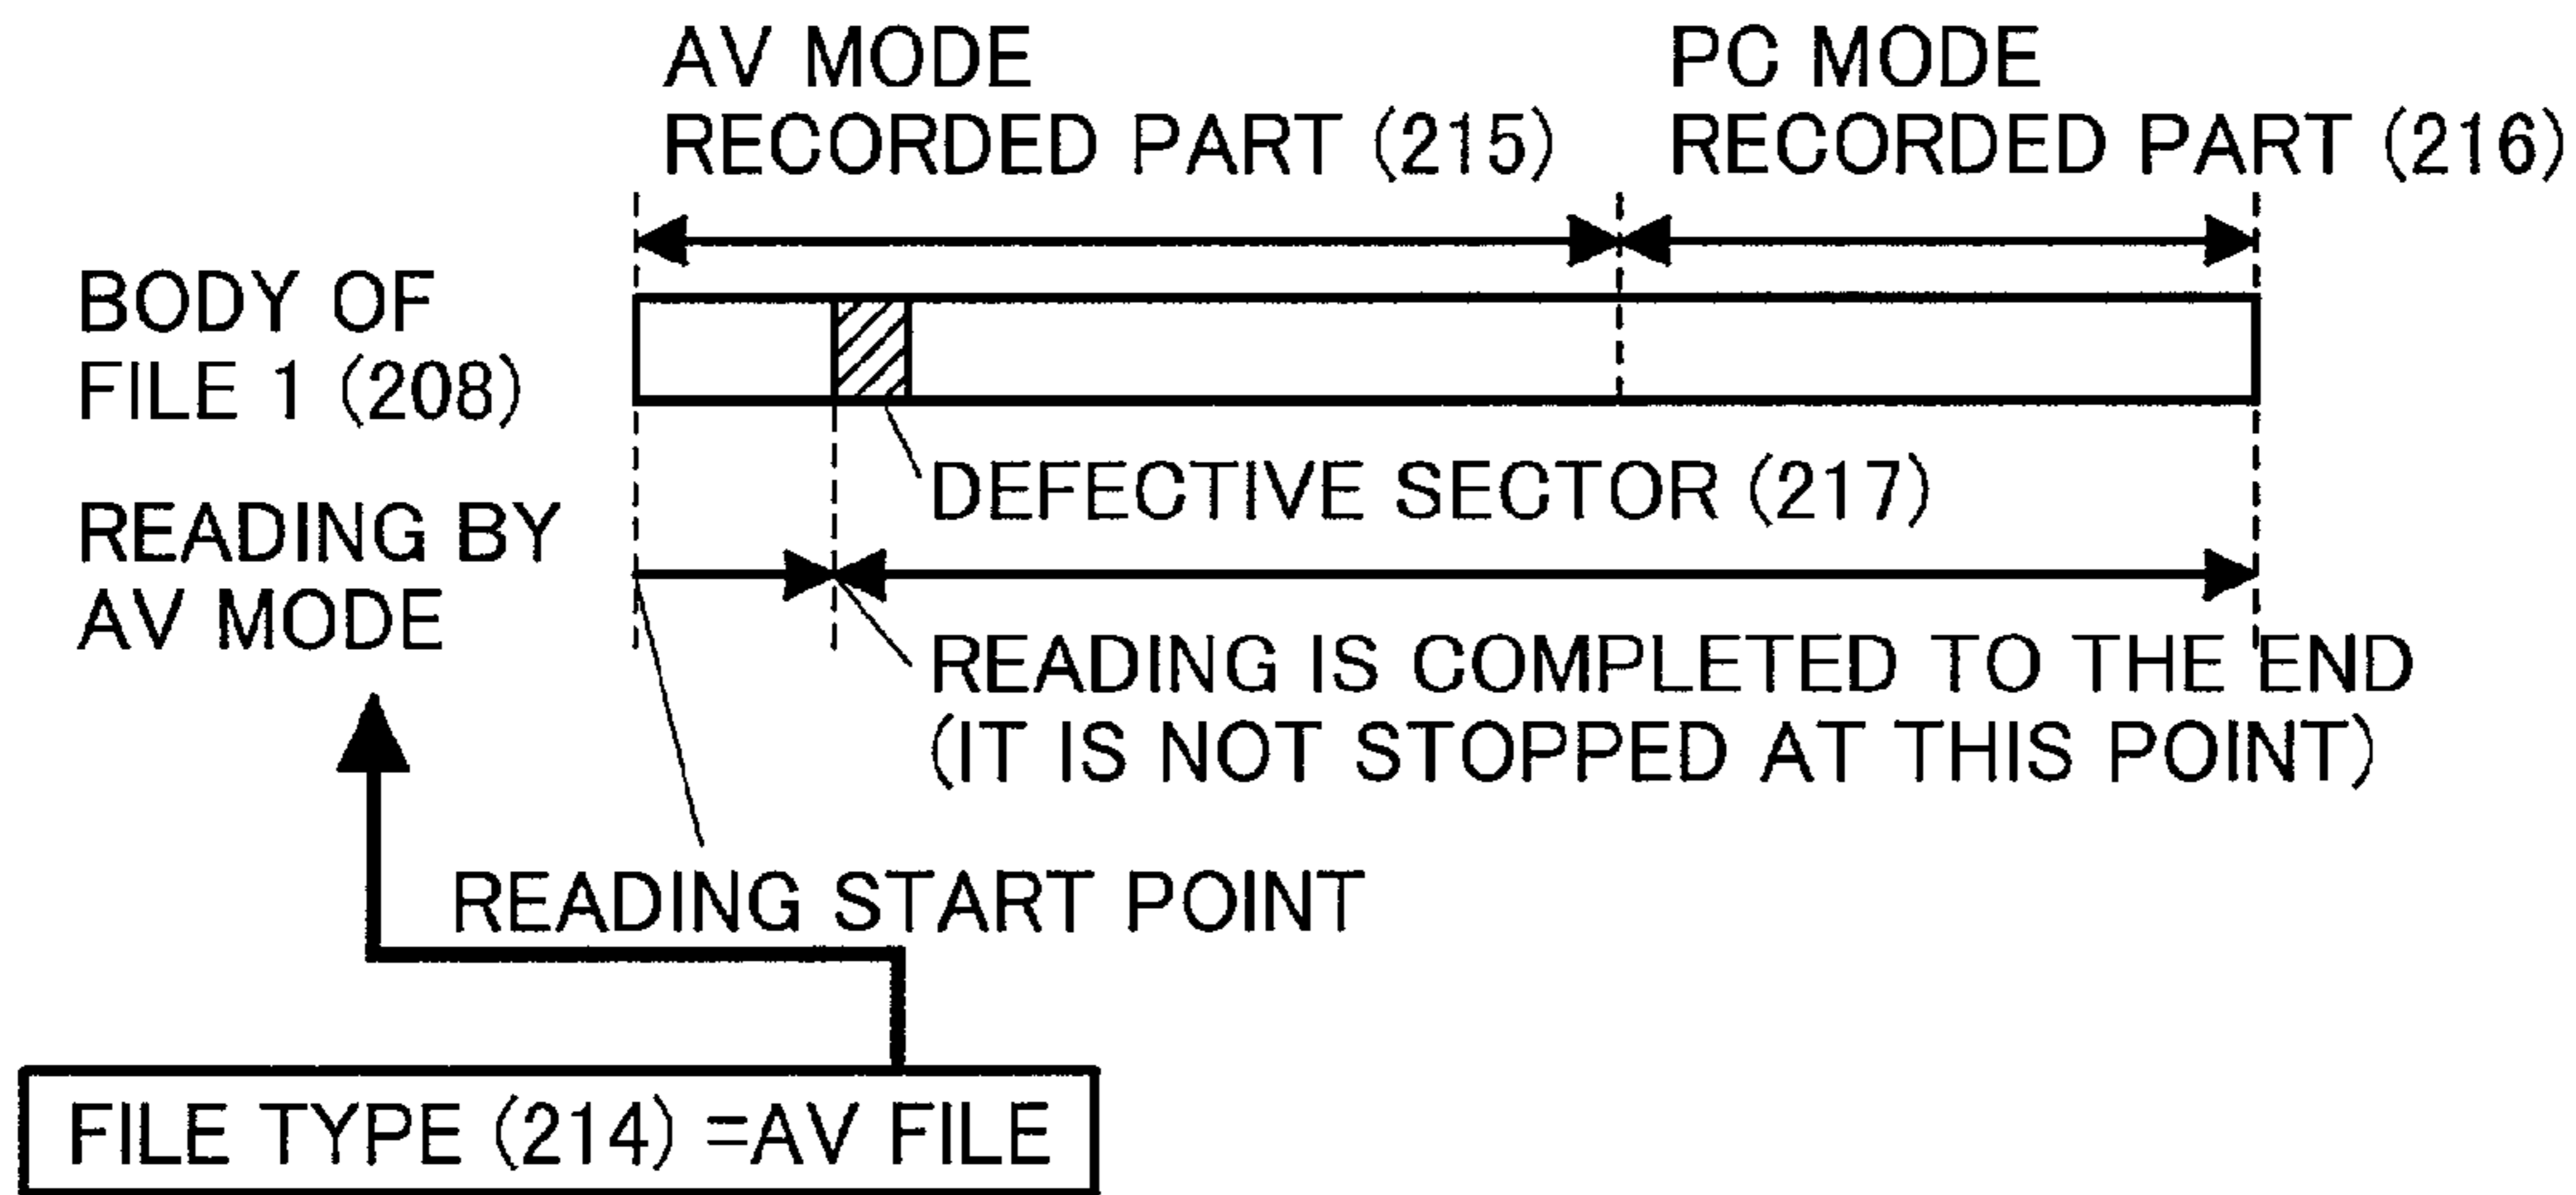 AV MODE
RECORDED PART (215)
PC MODE
RECORDED PART (216)
BODY OF
FILE 1 (208)
DEFECTIVE SECTOR (217)
READING BY
AV MODE
READING IS COMPLETED TO THE END
(IT IS NOT STOPPED AT THIS POINT)
READING START POINT
FILE TYPE (214) =AV FILE